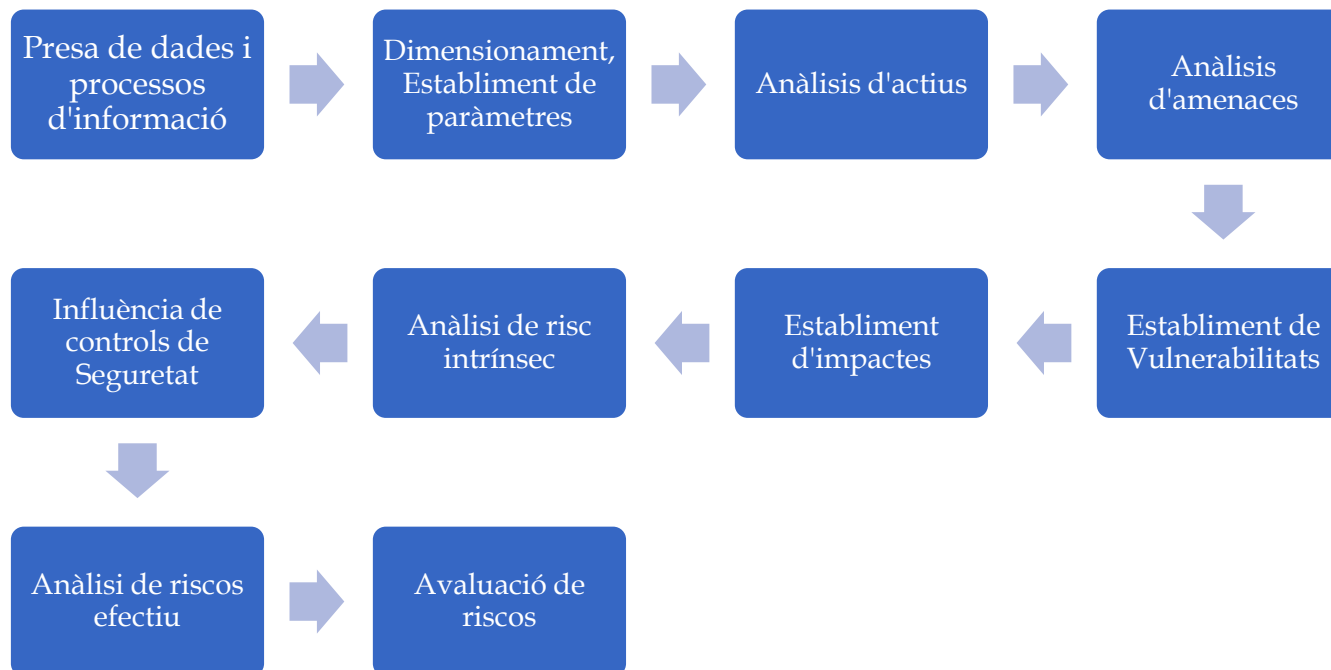 Presa de dades i
processos
d'informació
Dimensionament,
Establiment de
paràmetres
Anàlisis d'actius
Anàlisis
d'amenaces
Establiment de
Vulnerabilitats
Establiment
d'impactes
Anàlisi de risc
intrínsec
Influència de
controls de
Seguretat
Anàlisi de riscos
efectiu
Avaluació de
riscos